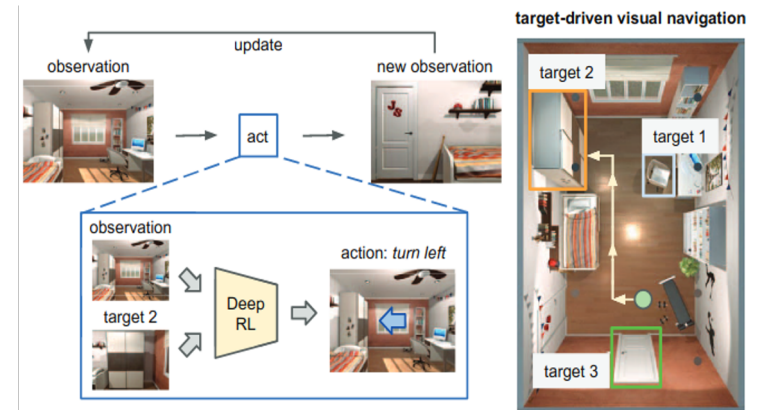 target-driven visual navigation
update
observation
new observation
act
observation
target 2
Deep
RL
action: turn left
target 2
target 1
target 3